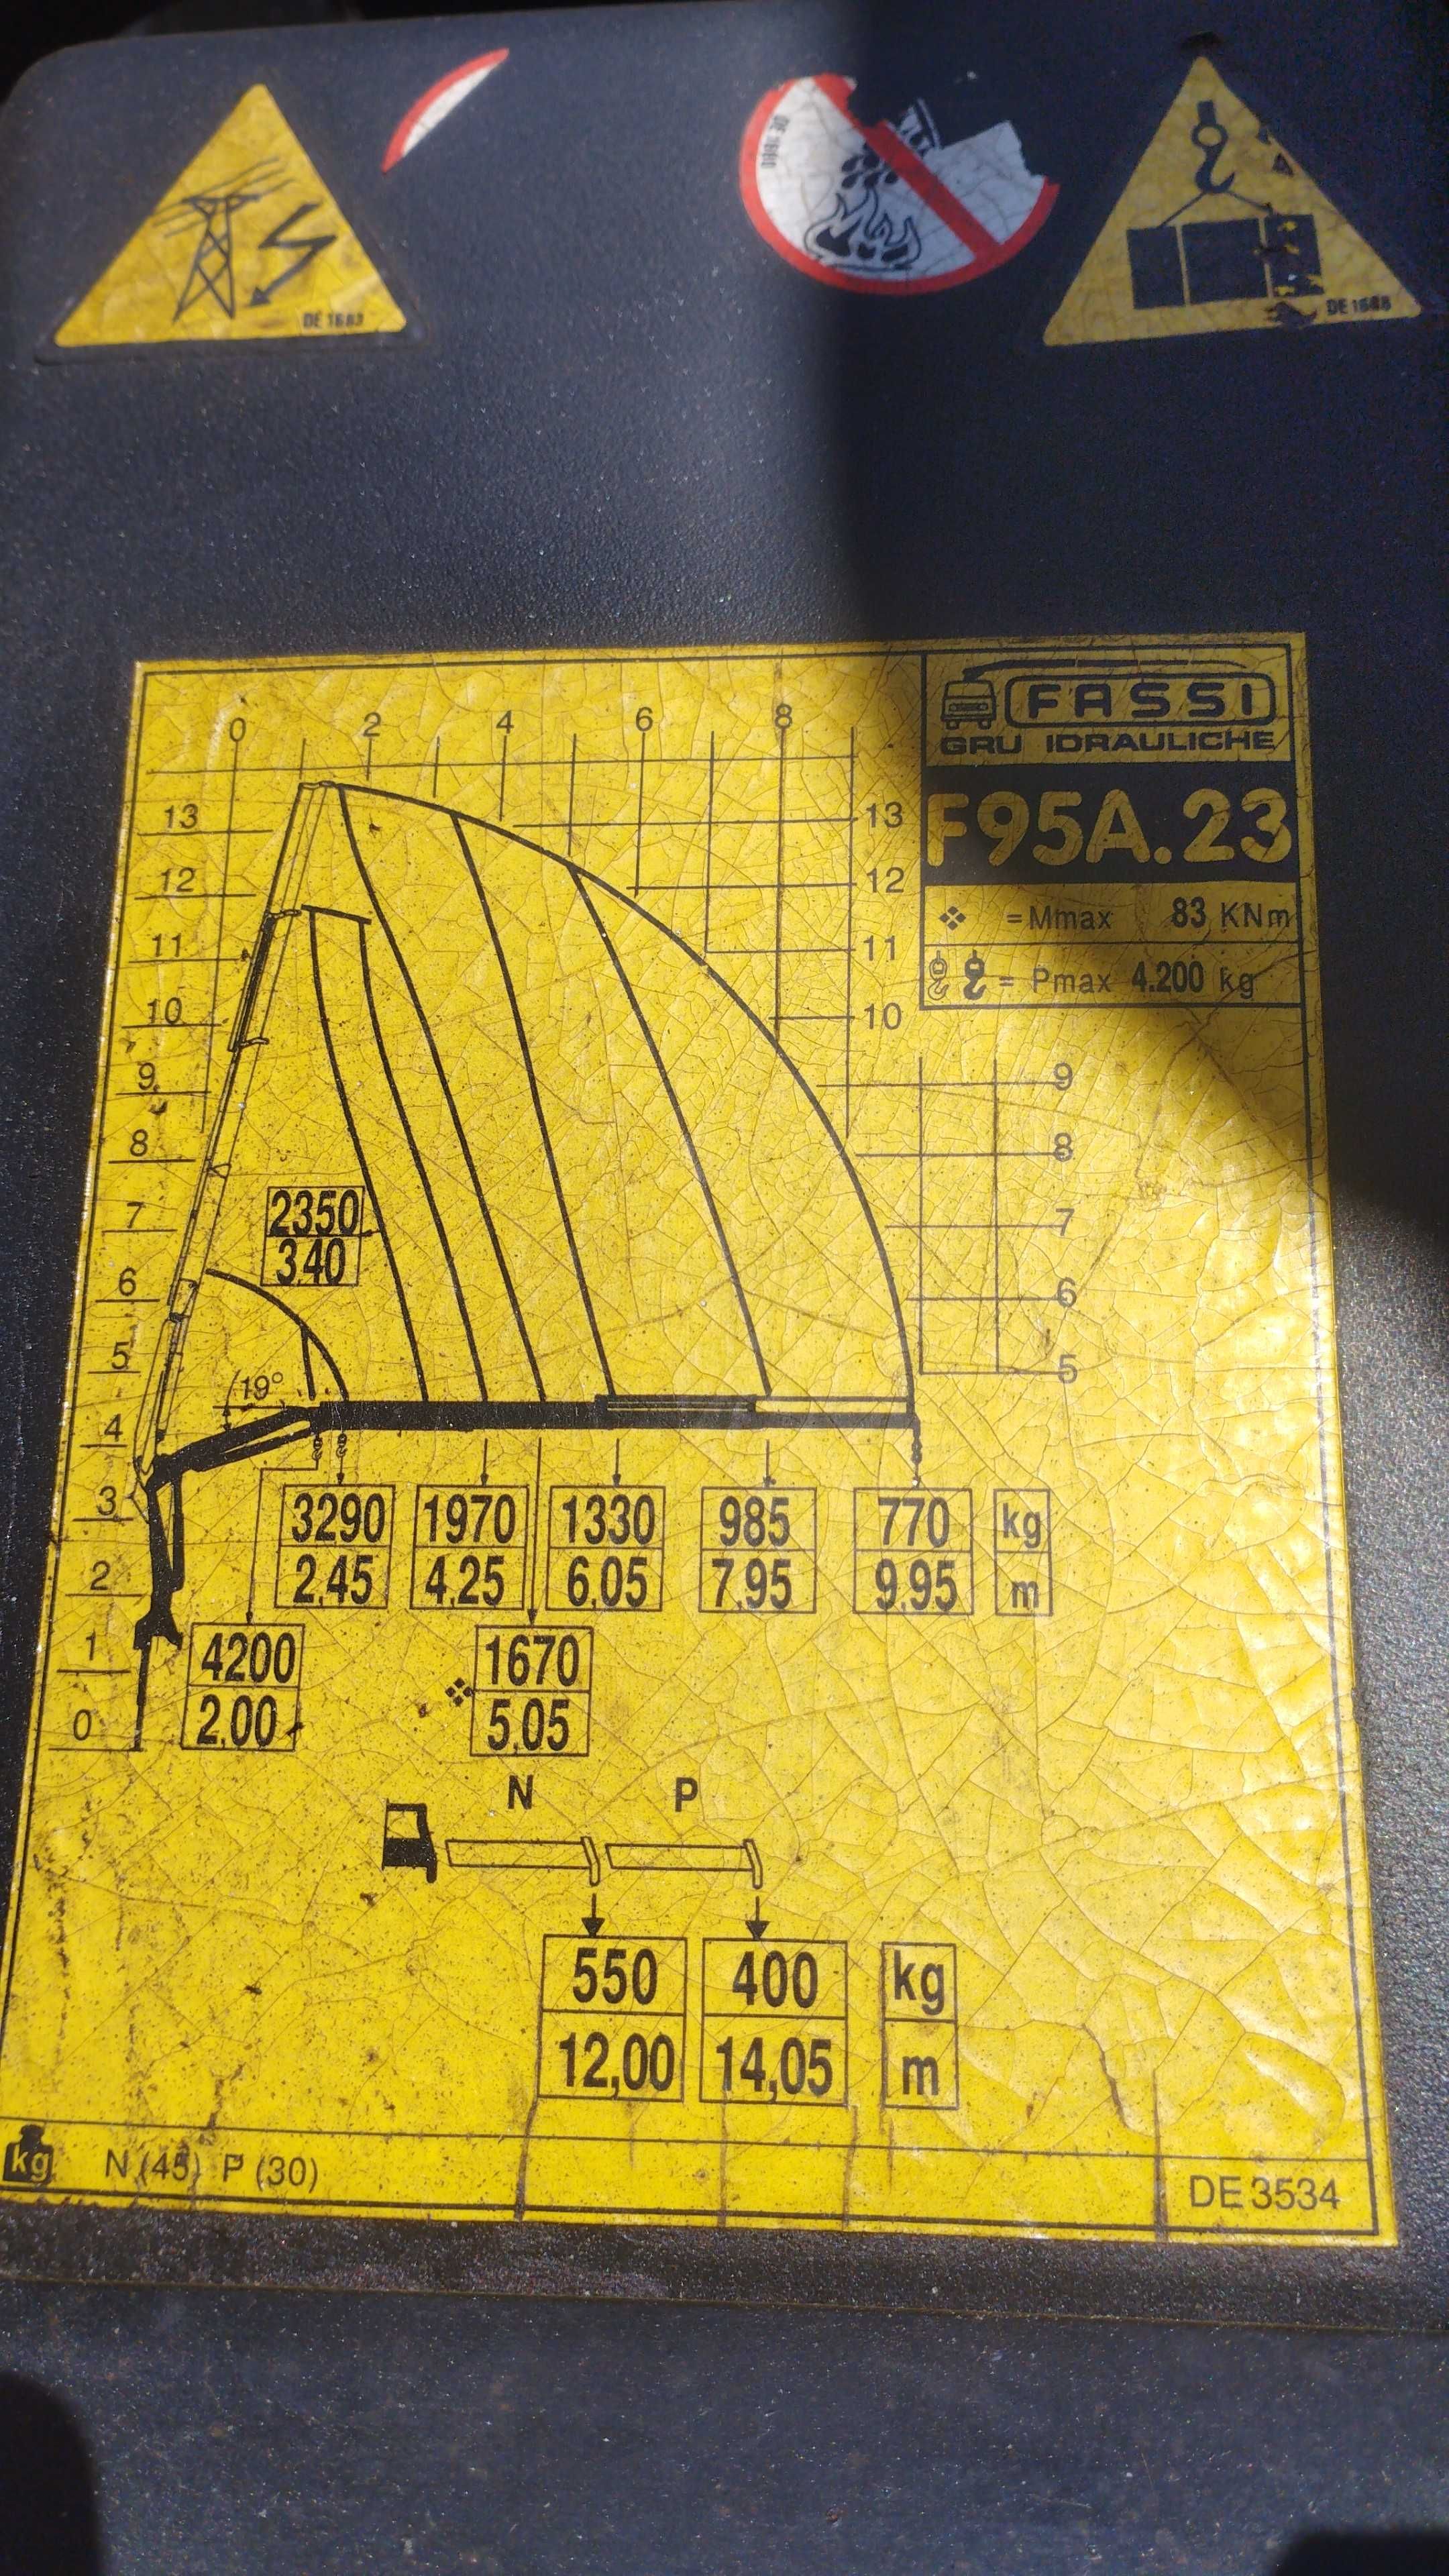 DE 1683
DE 1680
DE 1688
FASSI
GRU IDRAULICHE
F95A.23
❖ =Mmax 83 KNm
= Pmax 4.200 kg
0 2 4 6 8
13 13
12 12
11 11
10 10
9 9
8 8
7 7
6 6
5 5
4
3
2
1
0
2350
3.40
19°
3290 1970 1330 985 770 kg
2.45 4.25 6.05 7.95 9.95 m
4200 1670
2.00 ❖ 5.05
N P
550 400 kg
12,00 14,05 m
kg N (45) P (30) DE 3534